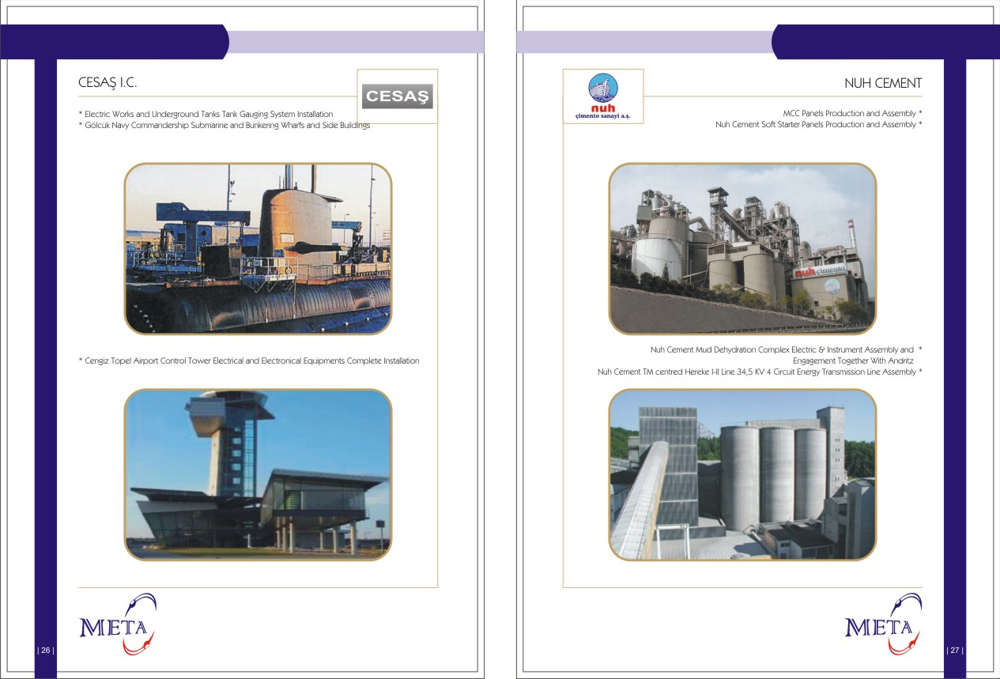 CESAŞ I.C.
CESAŞ
* Electric Works and Underground Tanks Tank Gauging System Installation
* Gölcük Navy Commandership Submarine and Bunkering Wharfs and Side Buildings
* Cengiz Topel Airport Control Tower Electrical and Electronical Equipments Complete Installation
META
| 26 |
nuh
çimento sanayi a.ş.
NUH CEMENT
MCC Panels Production and Assembly *
Nuh Cement Soft Starter Panels Production and Assembly *
nuh çimento
Nuh Cement Mud Dehydration Complex Electric & Instrument Assembly and *
Engagement Together With Andritz
Nuh Cement TM centred Hereke I-II Line 34,5 KV 4 Circuit Energy Transmission Line Assembly *
META
| 27 |